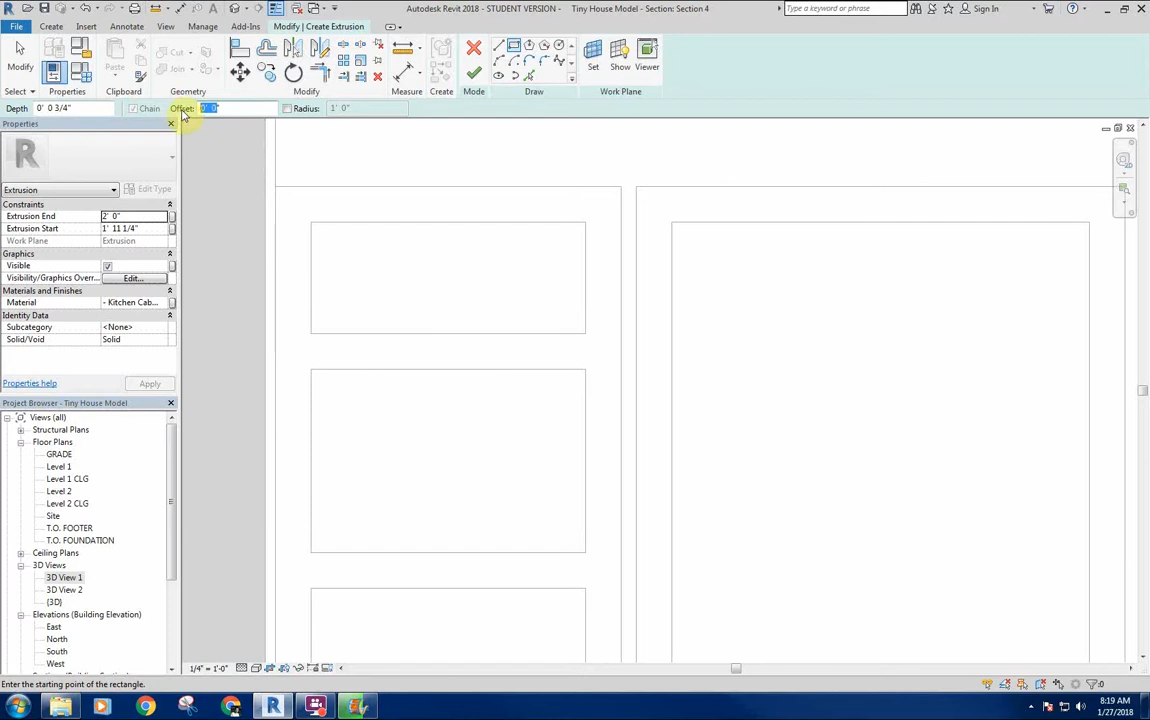 Autodesk Revit 2018 - STUDENT VERSION - Tiny House Model - Section: Section 4
Type a keyword or phrase
Sign In
File Create Insert Annotate View Manage Add-Ins Modify | Create Extrusion
Modify
Paste
Cut
Join
Set Show Viewer
Select Properties Clipboard Geometry Modify Measure Create Mode Draw Work Plane
Depth 0' 0 3/4" Chain Offset: 0' 0" Radius: 1' 0"
Properties
Extrusion Edit Type
Constraints
Extrusion End 2' 0"
Extrusion Start 1' 11 1/4"
Work Plane Extrusion
Graphics
Visible
Visibility/Graphics Overr... Edit...
Materials and Finishes
Material - Kitchen Cab...
Identity Data
Subcategory <None>
Solid/Void Solid
Properties help Apply
Project Browser - Tiny House Model
Views (all)
Structural Plans
Floor Plans
GRADE
Level 1
Level 1 CLG
Level 2
Level 2 CLG
Site
T.O. FOOTER
T.O. FOUNDATION
Ceiling Plans
3D Views
3D View 1
3D View 2
{3D}
Elevations (Building Elevation)
East
North
South
West
1/4" = 1'-0"
Enter the starting point of the rectangle.
:0
8:19 AM
1/27/2018